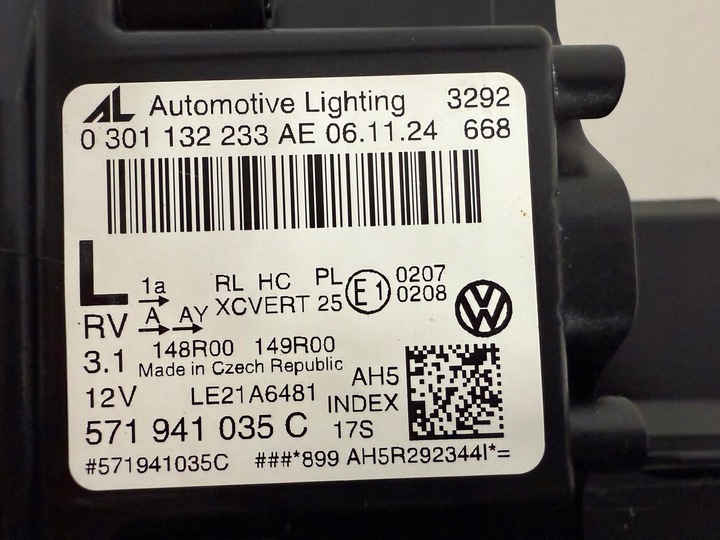 AL Automotive Lighting 3292
0 301 132 233 AE 06.11.24 668
L 1a RL HC PL E1 0207
RV A AY XCVERT 25 0208
3.1 148R00 149R00
Made in Czech Republic
12V LE21A6481 AH5
INDEX
571 941 035 C 17S
#571941035C ###*899 AH5R292344I*=